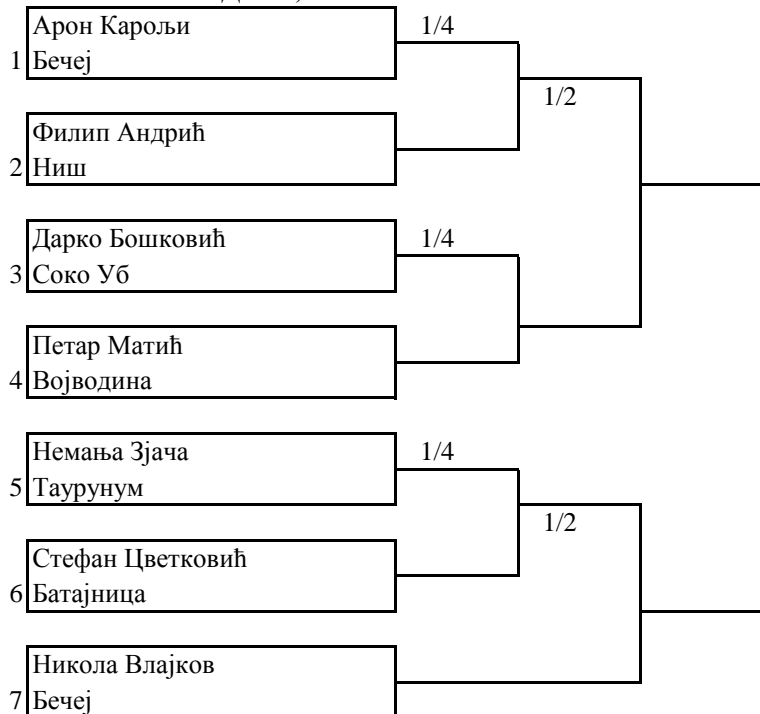 Арон Карољи
1/4
1 Бечеј
1/2
Филип Андрић
2 Ниш
Дарко Бошковић
1/4
3 Соко Уб
Петар Матић
4 Војводина
Немања Зјача
1/4
5 Таурунум
1/2
Стефан Цветковић
6 Батајница
Никола Влајков
7 Бечеј